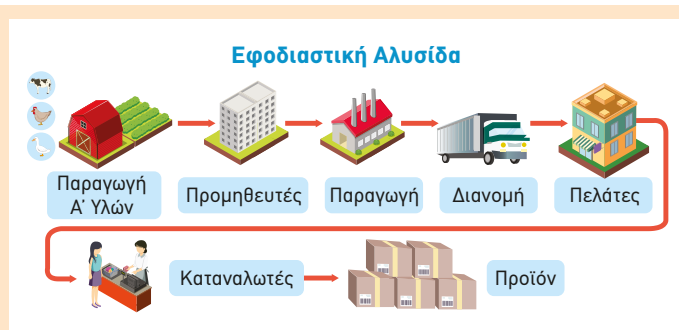 Εφοδιαστική Αλυσίδα
Παραγωγή
Α΄ Υλών
Προμηθευτές
Παραγωγή
Διανομή
Πελάτες
Καταναλωτές
Προϊόν